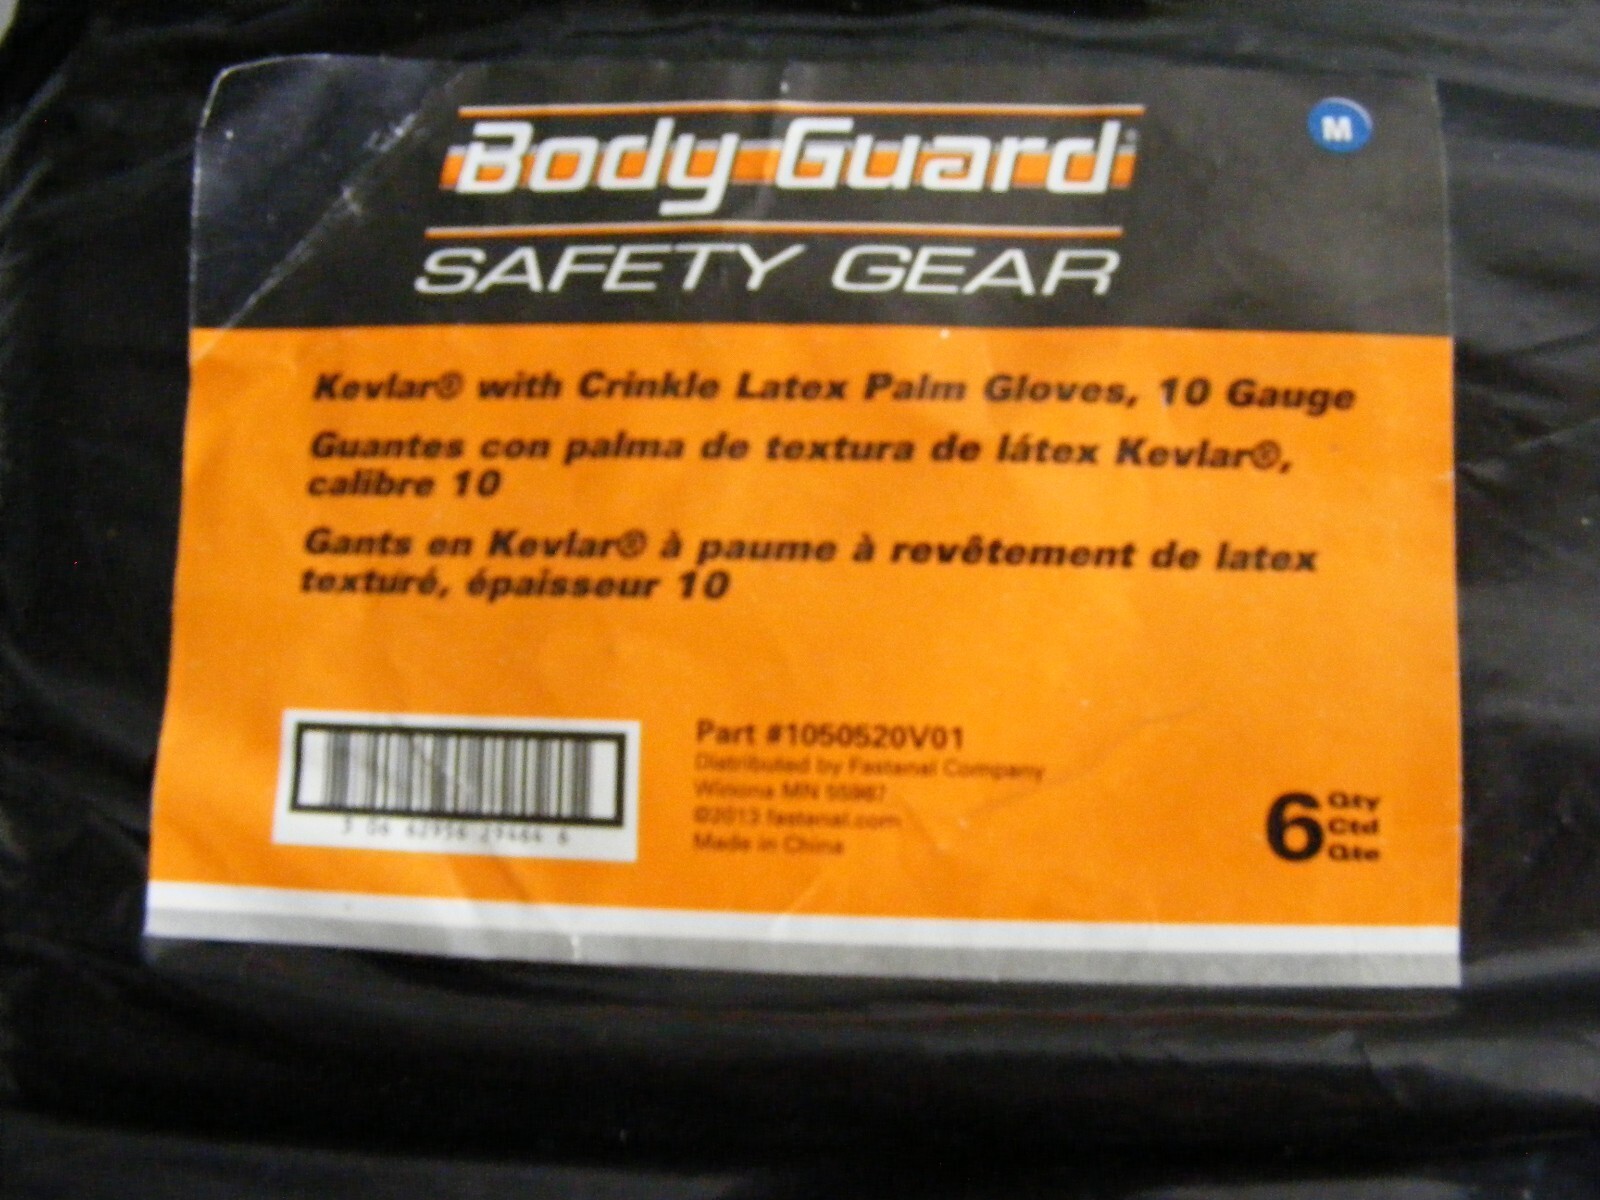 Body Guard
M
SAFETY GEAR
Kevlar® with Crinkle Latex Palm Gloves, 10 Gauge
Guantes con palma de textura de látex Kevlar®,
calibre 10
Gants en Kevlar® à paume à revêtement de latex
texturé, épaisseur 10
Part #1050520V01
Distributed by Fastenal Company
Winona MN 55987
©2013 fastenal.com
Made in China
6 Qty
Ctd
Qte